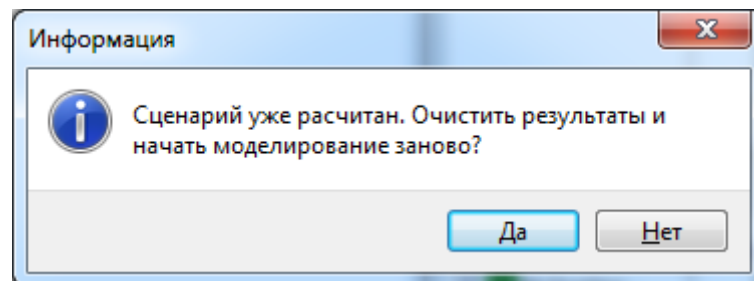 Информация
Сценарий уже расчитан. Очистить результаты и
начать моделирование заново?
Да
Нет